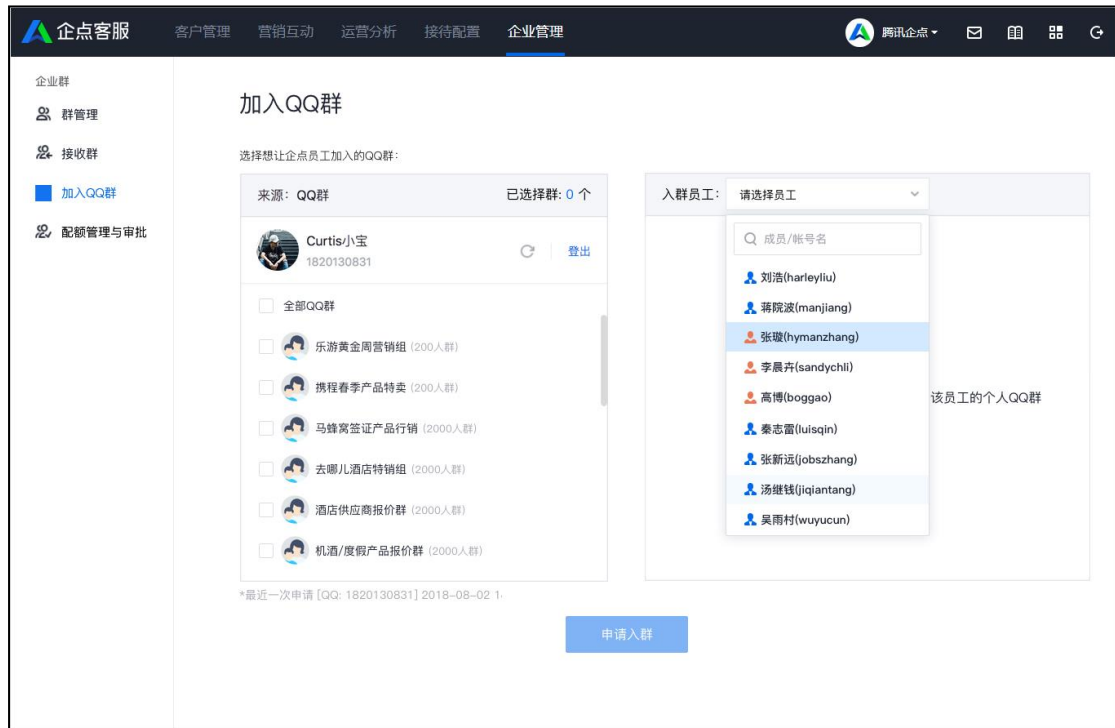 企点客服
客户管理 营销互动 运营分析 接待配置 企业管理
腾讯企点
企业群
群管理
接收群
加入QQ群
配额管理与审批
加入QQ群
选择想让企点员工加入的QQ群：
来源：QQ群 已选择群: 0 个
Curtis小宝
1820130831
登出
全部QQ群
乐游黄金周营销组 (200人群)
携程春季产品特卖 (200人群)
马蜂窝签证产品行销 (2000人群)
去哪儿酒店特销组 (2000人群)
酒店供应商报价群 (2000人群)
机酒/度假产品报价群 (2000人群)
*最近一次申请 [QQ: 1820130831] 2018-08-02 1
入群员工： 请选择员工
成员/帐号名
刘浩(harleyliu)
蒋院波(manjiang)
张璇(hymanzhang)
李晨卉(sandychli)
高博(boggao)
秦志雷(luisqin)
张新远(jobszhang)
汤继钱(jiqiantang)
吴雨村(wuyucun)
该员工的个人QQ群
申请入群